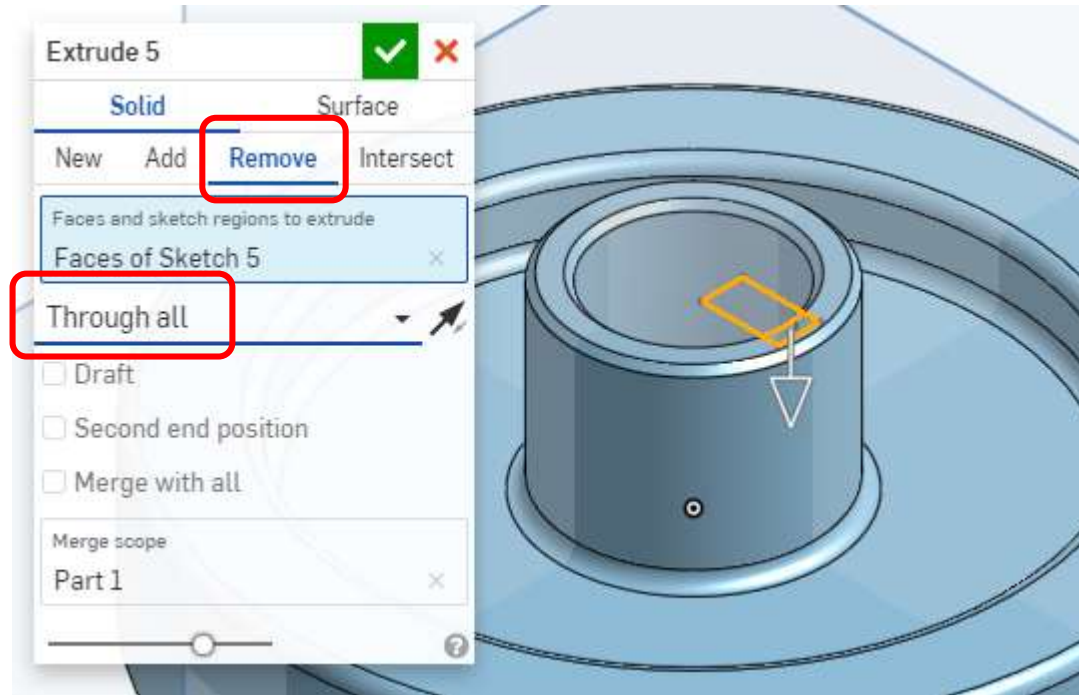 Extrude 5
Solid Surface
New Add Remove Intersect
Faces and sketch regions to extrude
Faces of Sketch 5
Through all
Draft
Second end position
Merge with all
Merge scope
Part 1